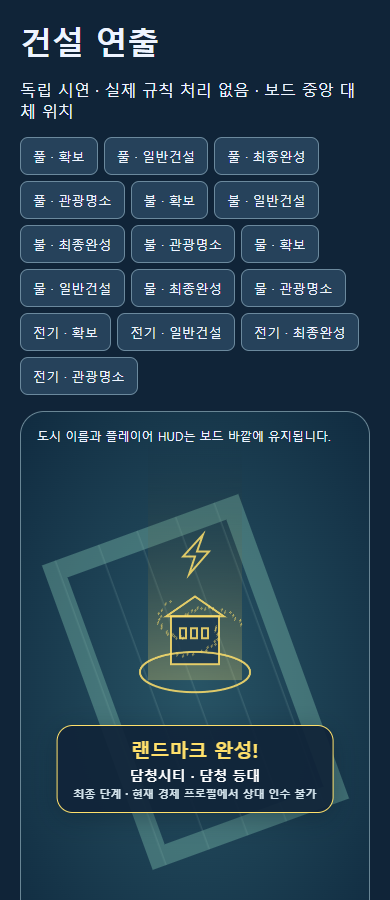 건설 연출
독립 시연 · 실제 규칙 처리 없음 · 보드 중앙 대
체 위치
풀 · 확보
풀 · 일반건설
풀 · 최종완성
풀 · 관광명소
불 · 확보
불 · 일반건설
불 · 최종완성
불 · 관광명소
물 · 확보
물 · 일반건설
물 · 최종완성
물 · 관광명소
전기 · 확보
전기 · 일반건설
전기 · 최종완성
전기 · 관광명소
도시 이름과 플레이어 HUD는 보드 바깥에 유지됩니다.
랜드마크 완성!
담청시티 · 담청 등대
최종 단계 · 현재 경제 프로필에서 상대 인수 불가